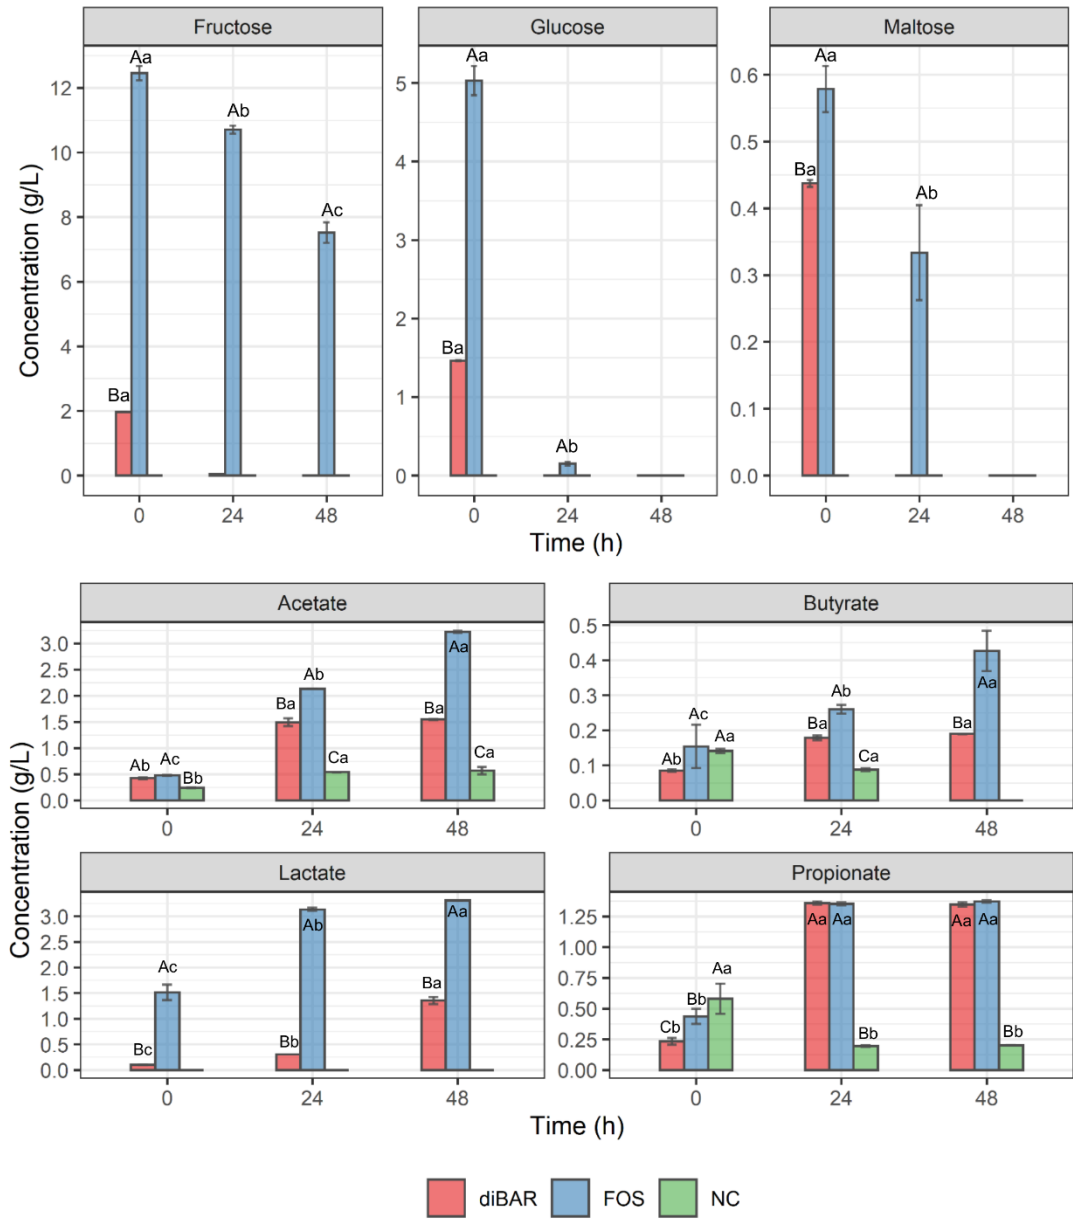 Fructose
Glucose
Maltose
Concentration (g/L)
12
10
8
6
4
2
0
Aa
Ab
Ac
Ba
0
24
48
5
4
3
2
1
0
Aa
Ba
Ab
0
24
48
0.6
0.5
0.4
0.3
0.2
0.1
0.0
Aa
Ba
Ab
0
24
48
Time (h)
Acetate
Butyrate
Concentration (g/L)
3.0
2.5
2.0
1.5
1.0
0.5
0.0
Ab
Ac
Bb
Ba
Ab
Ca
Ba
Aa
Ca
0
24
48
0.5
0.4
0.3
0.2
0.1
0.0
Ab
Ac
Aa
Ba
Ab
Ca
Ba
Aa
0
24
48
Lactate
Propionate
3.0
2.5
2.0
1.5
1.0
0.5
0.0
Bc
Ac
Bb
Ab
Ba
Aa
0
24
48
1.25
1.00
0.75
0.50
0.25
0.00
Cb
Bb
Aa
Aa
Aa
Bb
Aa
Aa
Bb
0
24
48
Time (h)
diBAR
FOS
NC